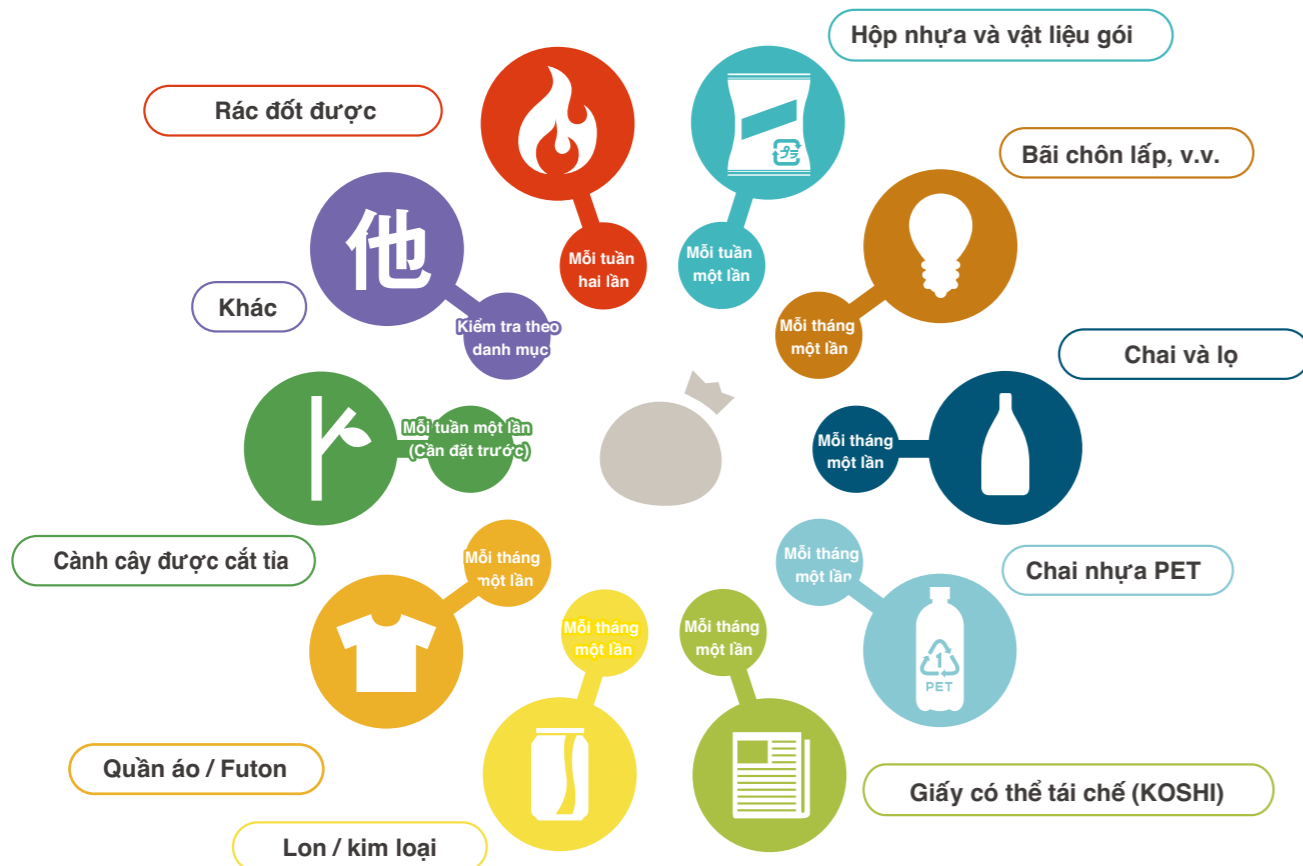 Hộp nhựa và vật liệu gói
Rác đốt được
プラ
Bãi chôn lấp, v.v.
他
Mỗi tuần
hai lần
Mỗi tuần
một lần
Khác
Kiểm tra theo
danh mục
Mỗi tháng
một lần
Chai và lọ
Mỗi tuần một lần
(Cần đặt trước)
Mỗi tháng
một lần
Cành cây được cắt tỉa
Mỗi tháng
một lần
Mỗi tháng
một lần
Chai nhựa PET
Mỗi tháng
một lần
Mỗi tháng
một lần
1
PET
Quần áo / Futon
Giấy có thể tái chế (KOSHI)
Lon / kim loại